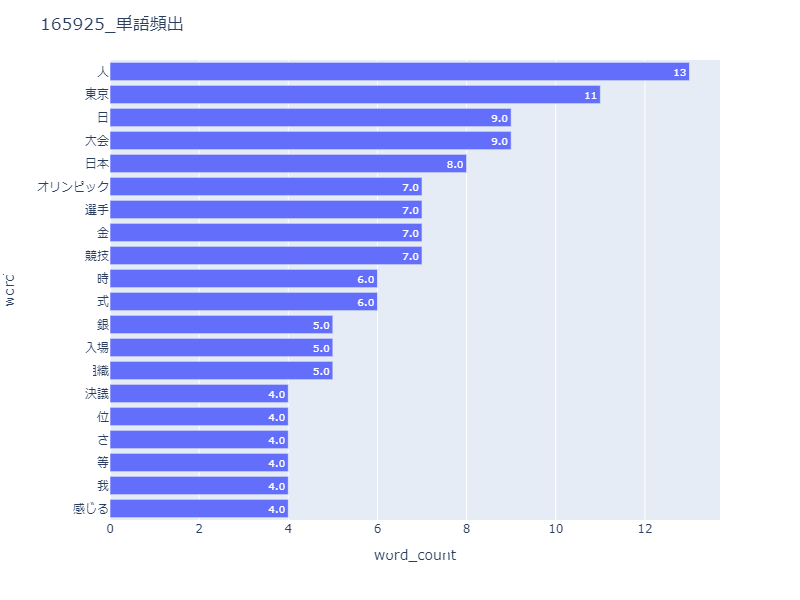 165925_単語頻出
人 13
東京 11
日 9.0
大会 9.0
日本 8.0
オリンピック 7.0
選手 7.0
金 7.0
競技 7.0
時 6.0
式 6.0
銀 5.0
入場 5.0
組織 5.0
決議 4.0
位 4.0
さ 4.0
等 4.0
我 4.0
感じる 4.0
0 2 4 6 8 10 12
word_count
word